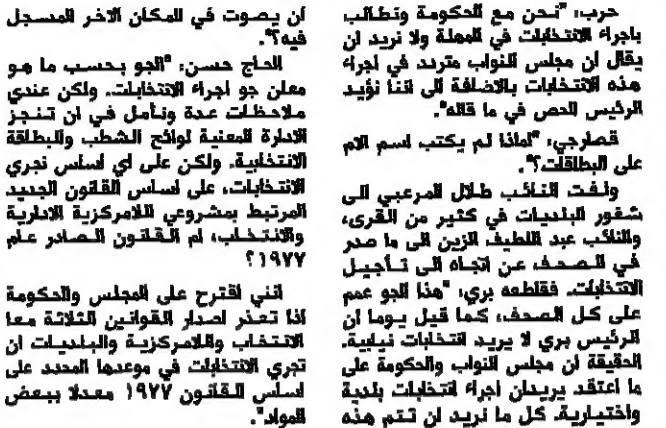 حرب: "نحن مع الحكومة ونطالب
باجراء الانتخابات في المهلة ولا نريد ان
يقال ان مجلس النواب متردد في اجراء
هذه الانتخابات بالاضافة الى اننا نؤيد
الرئيس الحص في ما قاله".
قصارجي: "لماذا لم يكتب اسم الام
على البطاقات؟".
ولفت النائب طلال المرعبي الى
شغور البلديات في كثير من القرى،
والنائب عبد اللطيف الزين الى ما صدر
في الصحف عن اتجاه الى تأجيل
الانتخابات. فقاطعه بري: "هذا الجو عمم
على كل الصحف، كما قيل يوما ان
الرئيس بري لا يريد انتخابات نيابية.
الحقيقة ان مجلس النواب والحكومة على
ما اعتقد يريدان اجراء انتخابات بلدية
واختيارية. كل ما نريد ان تتم هذه
ان يصوت في المكان الآخر المسجل
فيه؟".
الحاج حسن: "الجو بحسب ما هو
معلن جو اجراء الانتخابات. ولكن عندي
ملاحظات عدة ونأمل في ان تنجز
الادارة المعنية لوائح الشطب والبطاقة
الانتخابية. ولكن على اي اساس نجري
الانتخابات، على اساس القانون الجديد
المرتبط بمشروعي اللامركزية الادارية
والانتخاب، ام القانون الصادر عام
١٩٧٧؟
انني اقترح على المجلس والحكومة
اذا تعذر اصدار القوانين الثلاثة معا
الانتخاب واللامركزية والبلديات ان
تجري الانتخابات في موعدها المحدد على
اساس القانون ١٩٧٧ معدلا ببعض
المواد".